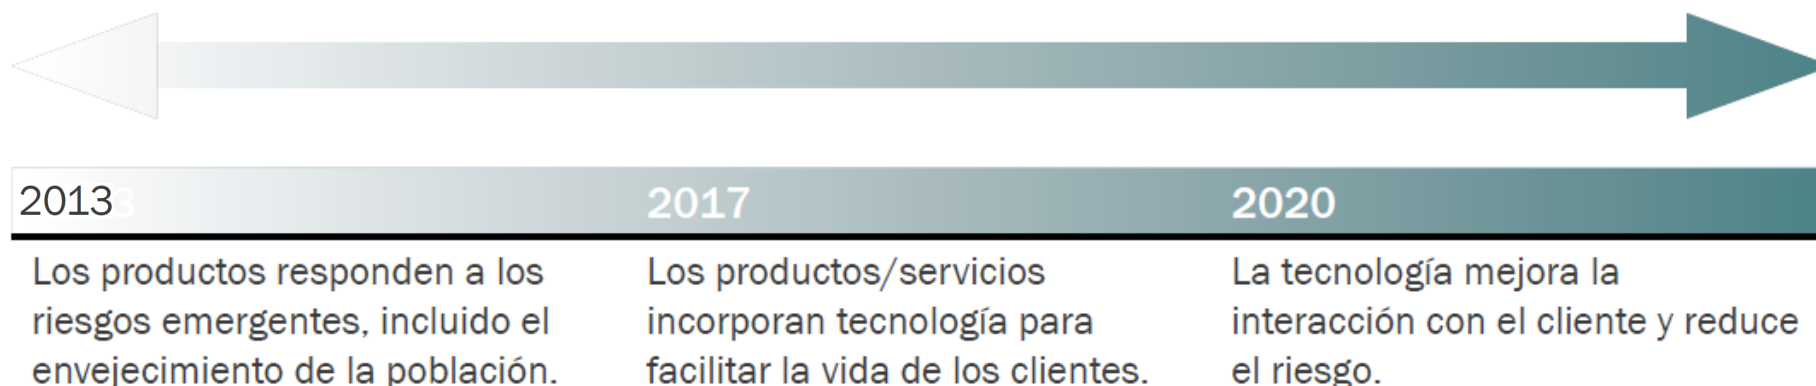 2013
2017
2020
Los productos responden a los
riesgos emergentes, incluido el
envejecimiento de la población.
Los productos/servicios
incorporan tecnología para
facilitar la vida de los clientes.
La tecnología mejora la
interacción con el cliente y reduce
el riesgo.